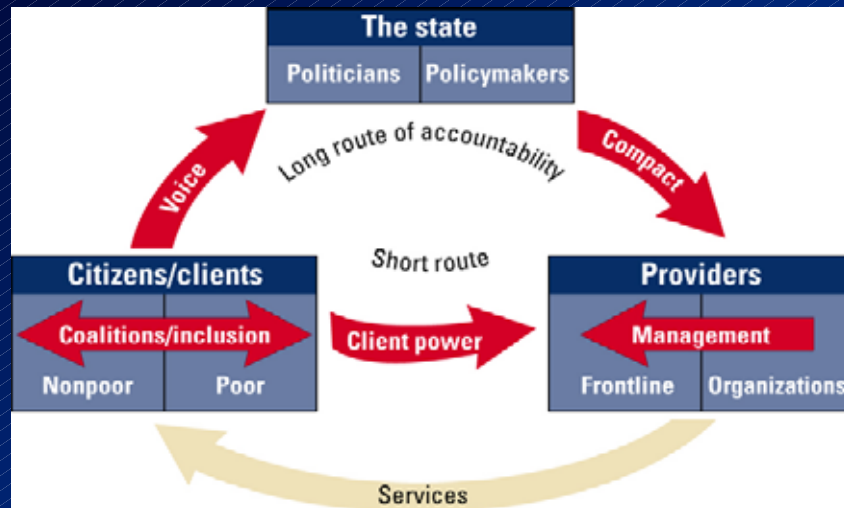 The state
Politicians
Policymakers
Long route of accountability
Voice
Compact
Short route
Citizens/clients
Providers
Coalitions/inclusion
Client power
Management
Nonpoor
Poor
Frontline
Organizations
Services